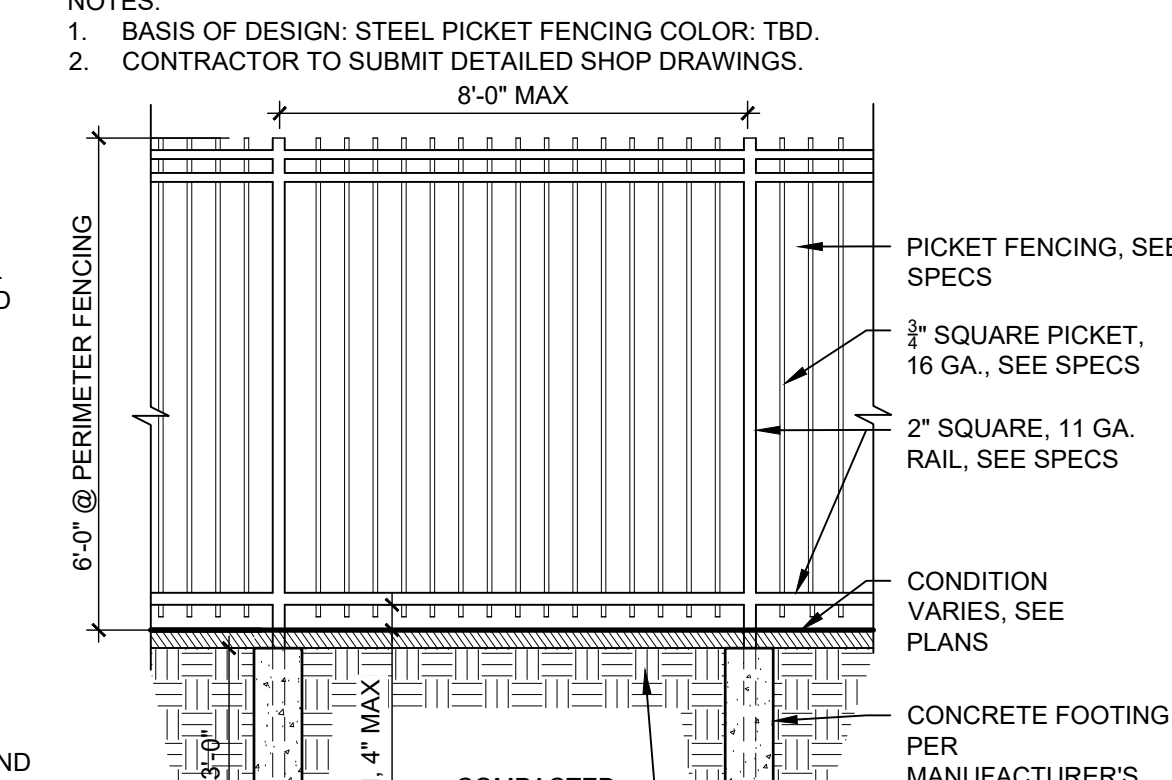 NOTES:
1. BASIS OF DESIGN: STEEL PICKET FENCING COLOR: TBD.
2. CONTRACTOR TO SUBMIT DETAILED SHOP DRAWINGS.
8'-0" MAX
6'-0" @ PERIMETER FENCING
PICKET FENCING, SEE
SPECS
3/4" SQUARE PICKET,
16 GA., SEE SPECS
2" SQUARE, 11 GA.
RAIL, SEE SPECS
CONDITION
VARIES, SEE
PLANS
CONCRETE FOOTING
PER
MANUFACTURER'S
3'-0"
, 4" MAX
COMPACTED
D
ND